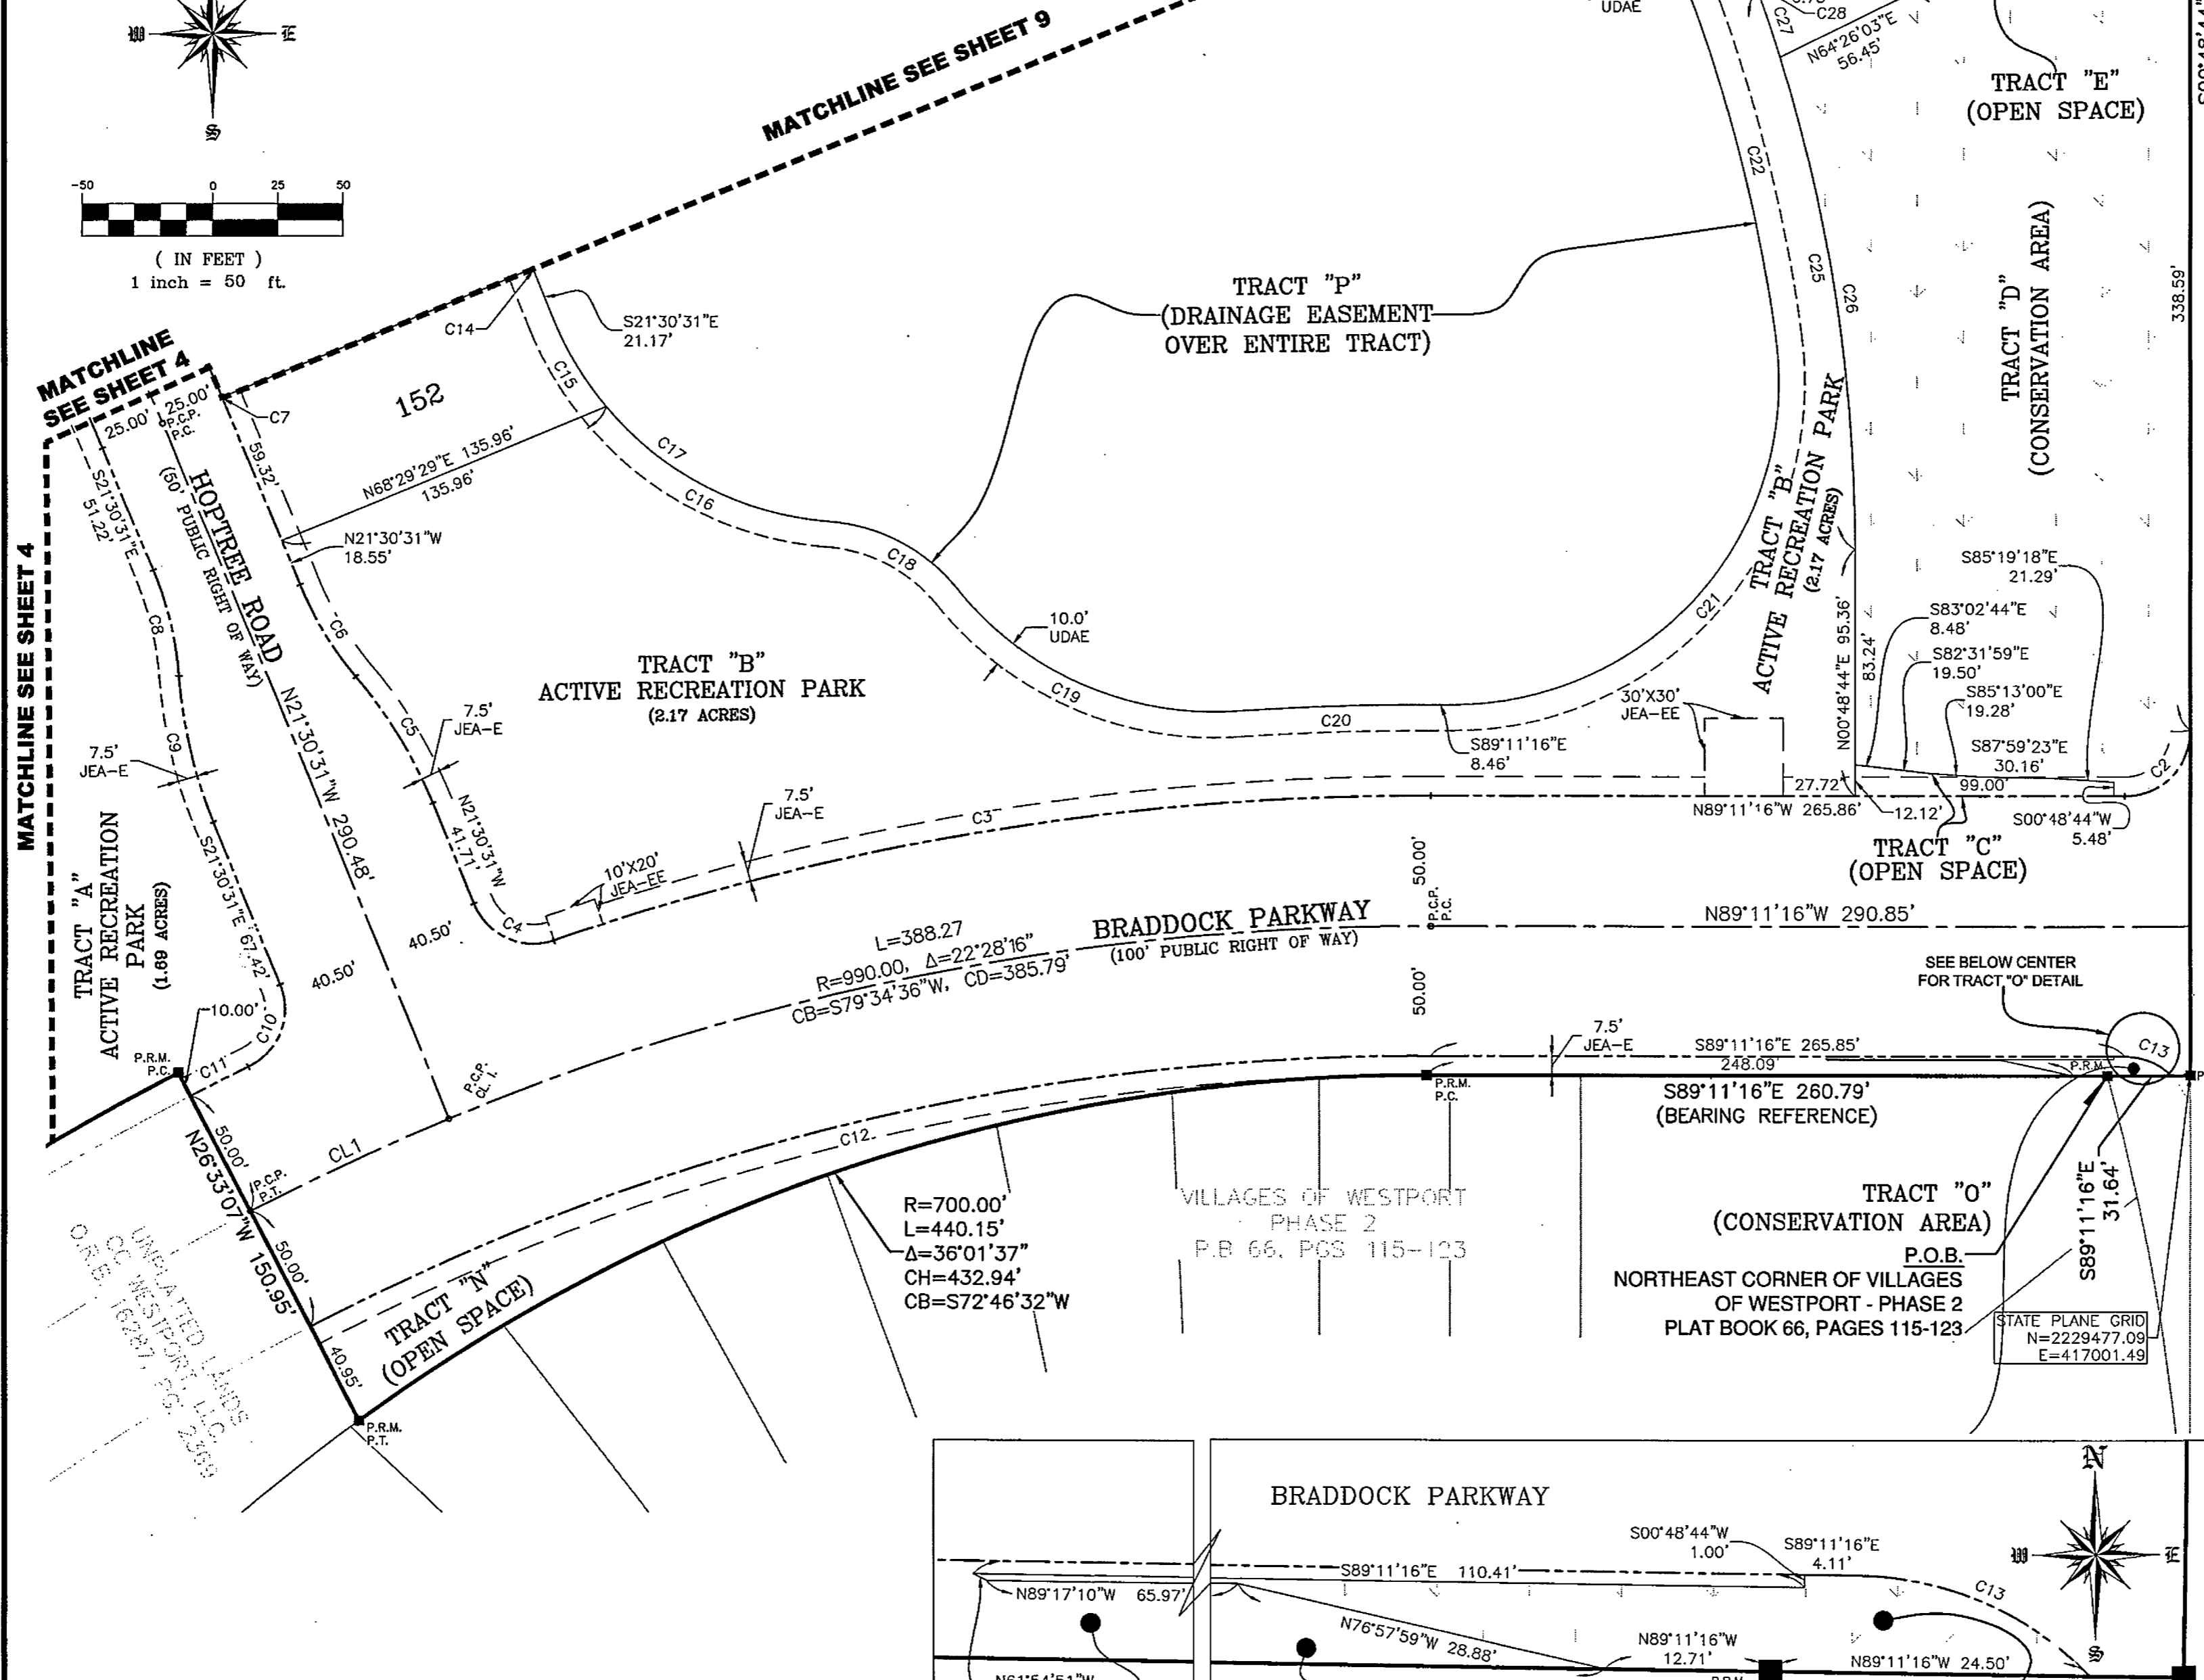 W
E
S
-50 0 25 50
( IN FEET )
1 inch = 50 ft.
MATCHLINE SEE SHEET 9
UDAE
C27
C28
N64°26'03"E
56.45'
TRACT "E"
(OPEN SPACE)
C22
C25
C26
TRACT "D"
(CONSERVATION AREA)
338.59'
TRACT "P"
(DRAINAGE EASEMENT
OVER ENTIRE TRACT)
C14
S21°30'31"E
21.17'
MATCHLINE
SEE SHEET 4
25.00'
25.00'
P.C.P.
P.C.
C7
152
C15
C17
C16
N68°29'29"E 135.96'
135.96'
59.32'
N21°30'31"W
18.55'
S21°30'31"E
51.22'
HOPTREE ROAD
(50' PUBLIC RIGHT OF WAY)
N21°30'31"W 290.48'
C8
C6
C5
C9
C18
10.0'
UDAE
C19
C20
C21
TRACT "B"
ACTIVE RECREATION PARK
(2.17 ACRES)
TRACT "B"
ACTIVE RECREATION PARK
(2.17 ACRES)
S89°11'16"E
8.46'
30'X30'
JEA-EE
N00°48'44"E 95.36'
83.24'
S85°19'18"E
21.29'
S83°02'44"E
8.48'
S82°31'59"E
19.50'
S85°13'00"E
19.28'
S87°59'23"E
30.16'
C2
99.00'
27.72'
N89°11'16"W 265.86'
12.12'
S00°48'44"W
5.48'
TRACT "C"
(OPEN SPACE)
MATCHLINE SEE SHEET 4
7.5'
JEA-E
7.5'
JEA-E
7.5'
JEA-E
C3
N21°30'31"W
41.71'
10'X20'
JEA-EE
C4
S21°30'31"E 67.42'
TRACT "A"
ACTIVE RECREATION
PARK
(1.69 ACRES)
40.50'
40.50'
10.00'
C10
C11
P.R.M.
P.C.
L=388.27
R=990.00, Δ=22°28'16"
CB=S79°34'36"W, CD=385.79'
BRADDOCK PARKWAY
(100' PUBLIC RIGHT OF WAY)
50.00'
P.C.P.
P.C.
50.00'
N89°11'16"W 290.85'
SEE BELOW CENTER
FOR TRACT "O" DETAIL
7.5'
JEA-E
S89°11'16"E 265.85'
248.09'
C13
P.R.M.
P.R.M.
P.C.
S89°11'16"E 260.79'
(BEARING REFERENCE)
C12
CL1
50.00'
P.C.P.
P.T.
N26°33'07"W 150.95'
50.00'
40.95'
P.R.M.
P.T.
TRACT "N"
(OPEN SPACE)
UNPLATTED LANDS
CC WESTPORT, LLC.
O.R.B. 16287, PG. 2369
R=700.00'
L=440.15'
Δ=36°01'37"
CH=432.94'
CB=S72°46'32"W
VILLAGES OF WESTPORT
PHASE 2
P.B 66, PGS 115-123
TRACT "O"
(CONSERVATION AREA)
P.O.B.
NORTHEAST CORNER OF VILLAGES
OF WESTPORT - PHASE 2
PLAT BOOK 66, PAGES 115-123
S89°11'16"E
31.64'
STATE PLANE GRID
N=2229477.09
E=417001.49
BRADDOCK PARKWAY
N
W
E
S
S00°48'44"W
1.00'
S89°11'16"E
4.11'
S89°11'16"E 110.41'
N89°17'10"W 65.97'
C13
N76°57'59"W 28.88'
N89°11'16"W
12.71'
N89°11'16"W 24.50'